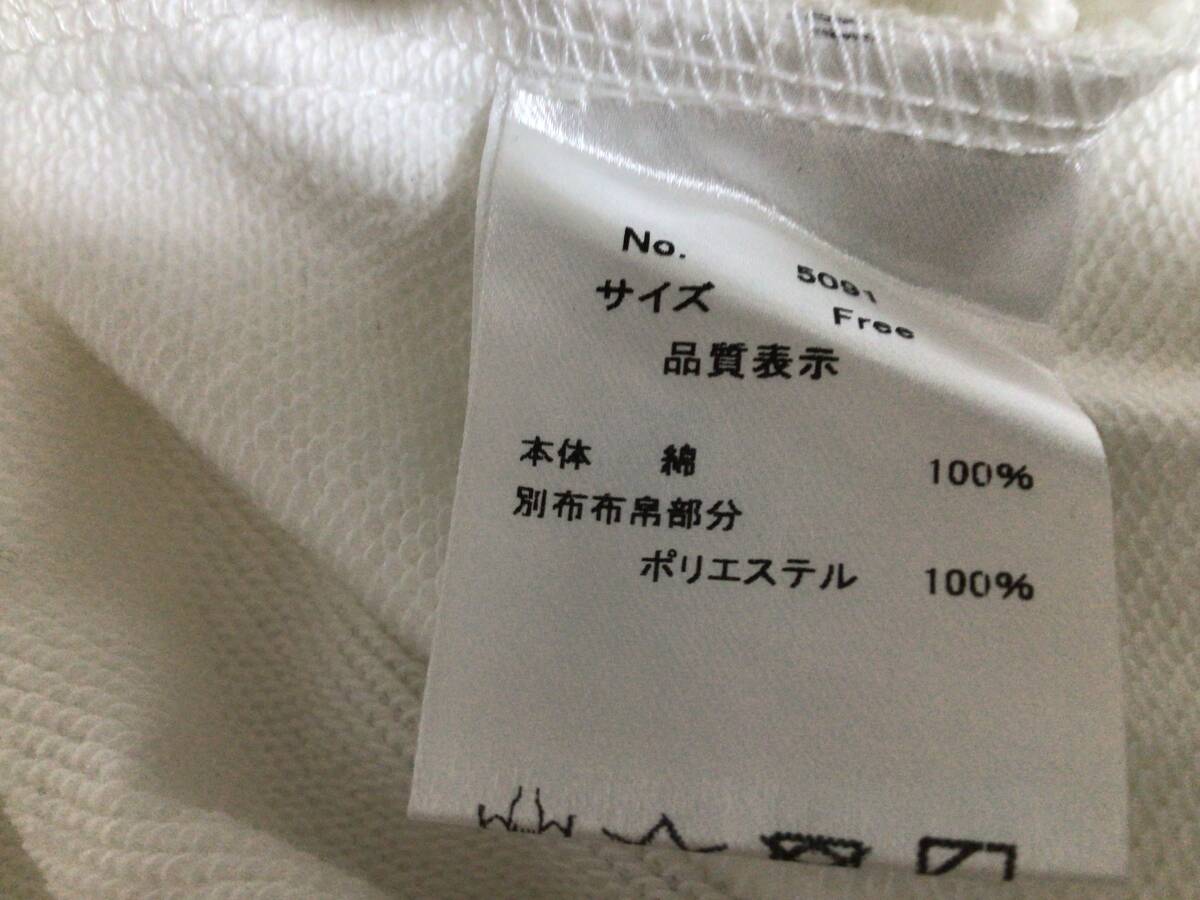 No. 5091
サイズ Free
品質表示
本体 綿 100%
別布布帛部分
ポリエステル 100%